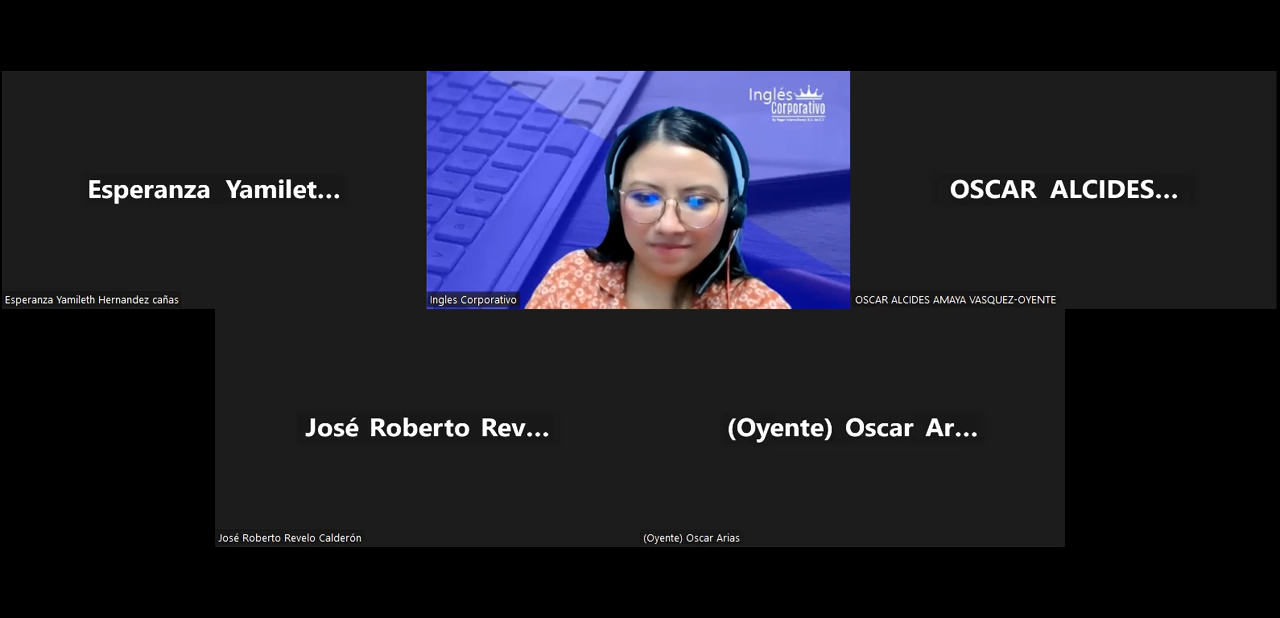 Esperanza Yamilet...
Esperanza Yamileth Hernandez cañas
Inglés
Corporativo
Ingles Corporativo
OSCAR ALCIDES...
OSCAR ALCIDES AMAYA VASQUEZ-OYENTE
José Roberto Rev...
José Roberto Revelo Calderón
(Oyente) Oscar Ar...
(Oyente) Oscar Arias